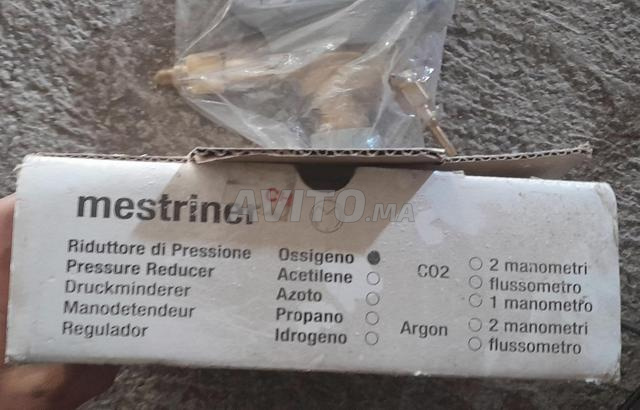 mestriner
AVITO.MA
Riduttore di Pressione
Pressure Reducer
Druckminderer
Manodetendeur
Regulador
Ossigeno
Acetilene
Azoto
Propano
Idrogeno
CO2
2 manometri
flussometro
1 manometro
Argon
2 manometri
flussometro